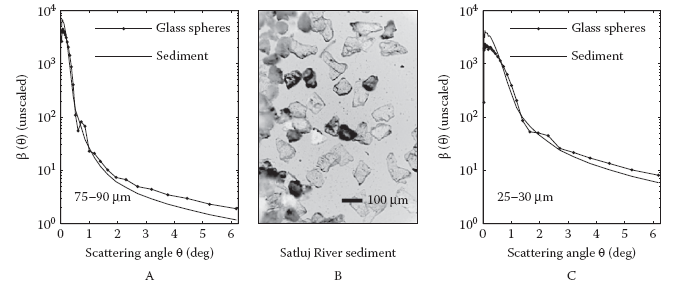 10⁴
10³
10²
10¹
10⁰
β (θ) (unscaled)
Glass spheres
Sediment
75–90 μm
0 1 2 3 4 5 6
Scattering angle θ (deg)
A
100 μm
Satluj River sediment
B
10⁴
10³
10²
10¹
10⁰
β (θ) (unscaled)
Glass spheres
Sediment
25–30 μm
0 1 2 3 4 5 6
Scattering angle θ (deg)
C